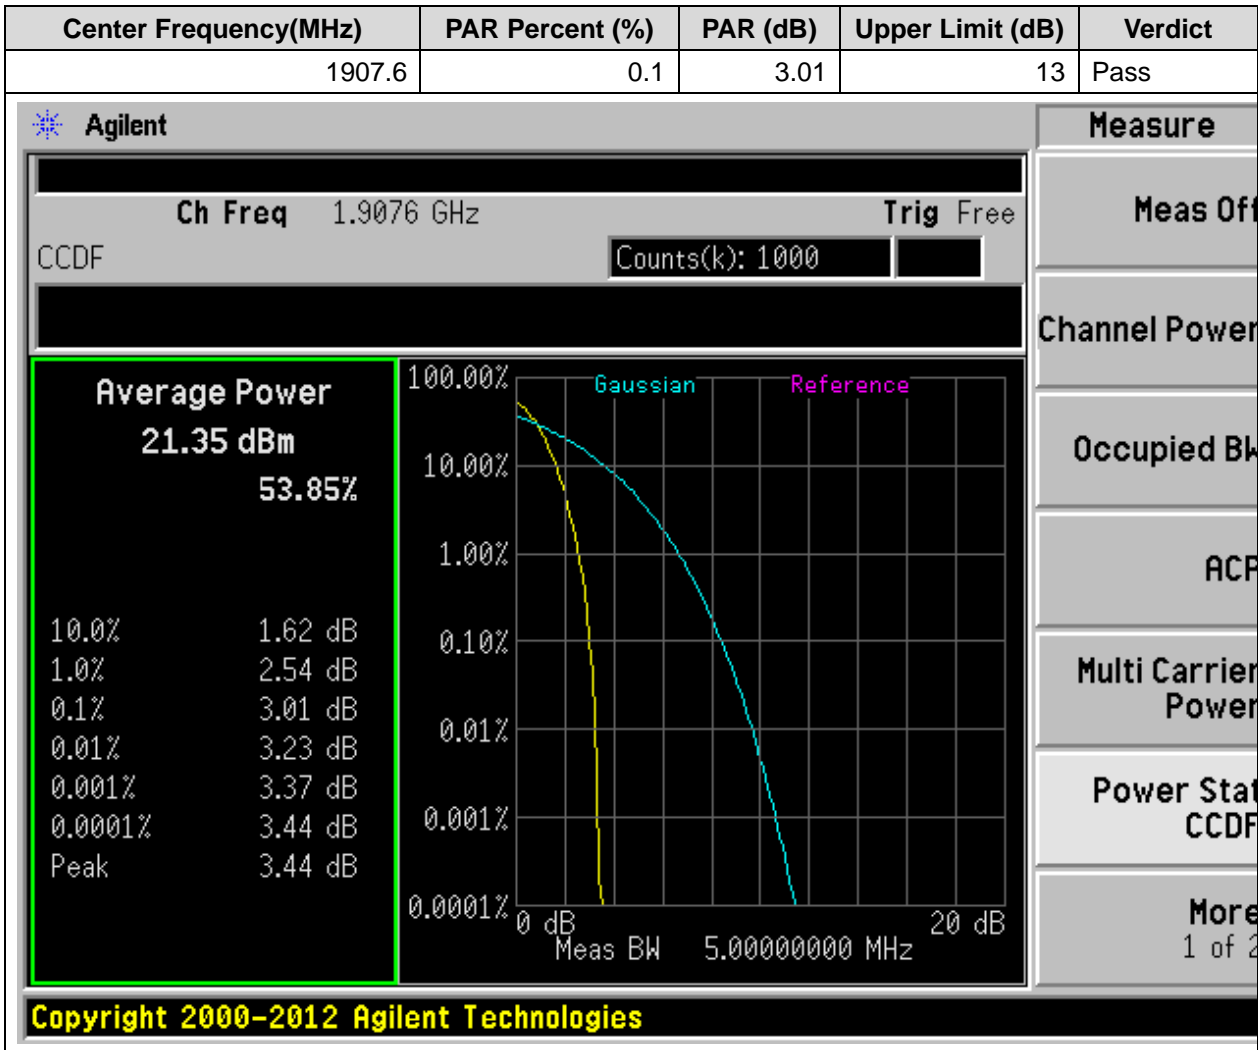 Center Frequency(MHz) PAR Percent (%) PAR (dB) Upper Limit (dB) Verdict
1907.6 0.1 3.01 13 Pass
Agilent
Measure
Ch Freq 1.9076 GHz Trig Free
CCDF Counts(k): 1000
Average Power
21.35 dBm
53.85%
10.0% 1.62 dB
1.0% 2.54 dB
0.1% 3.01 dB
0.01% 3.23 dB
0.001% 3.37 dB
0.0001% 3.44 dB
Peak 3.44 dB
Gaussian Reference
100.00%
10.00%
1.00%
0.10%
0.01%
0.001%
0.0001%
0 dB 20 dB
Meas BW 5.00000000 MHz
Meas Off
Channel Power
Occupied BW
ACP
Multi Carrier
Power
Power Stat
CCDF
More
1 of 2
Copyright 2000-2012 Agilent Technologies